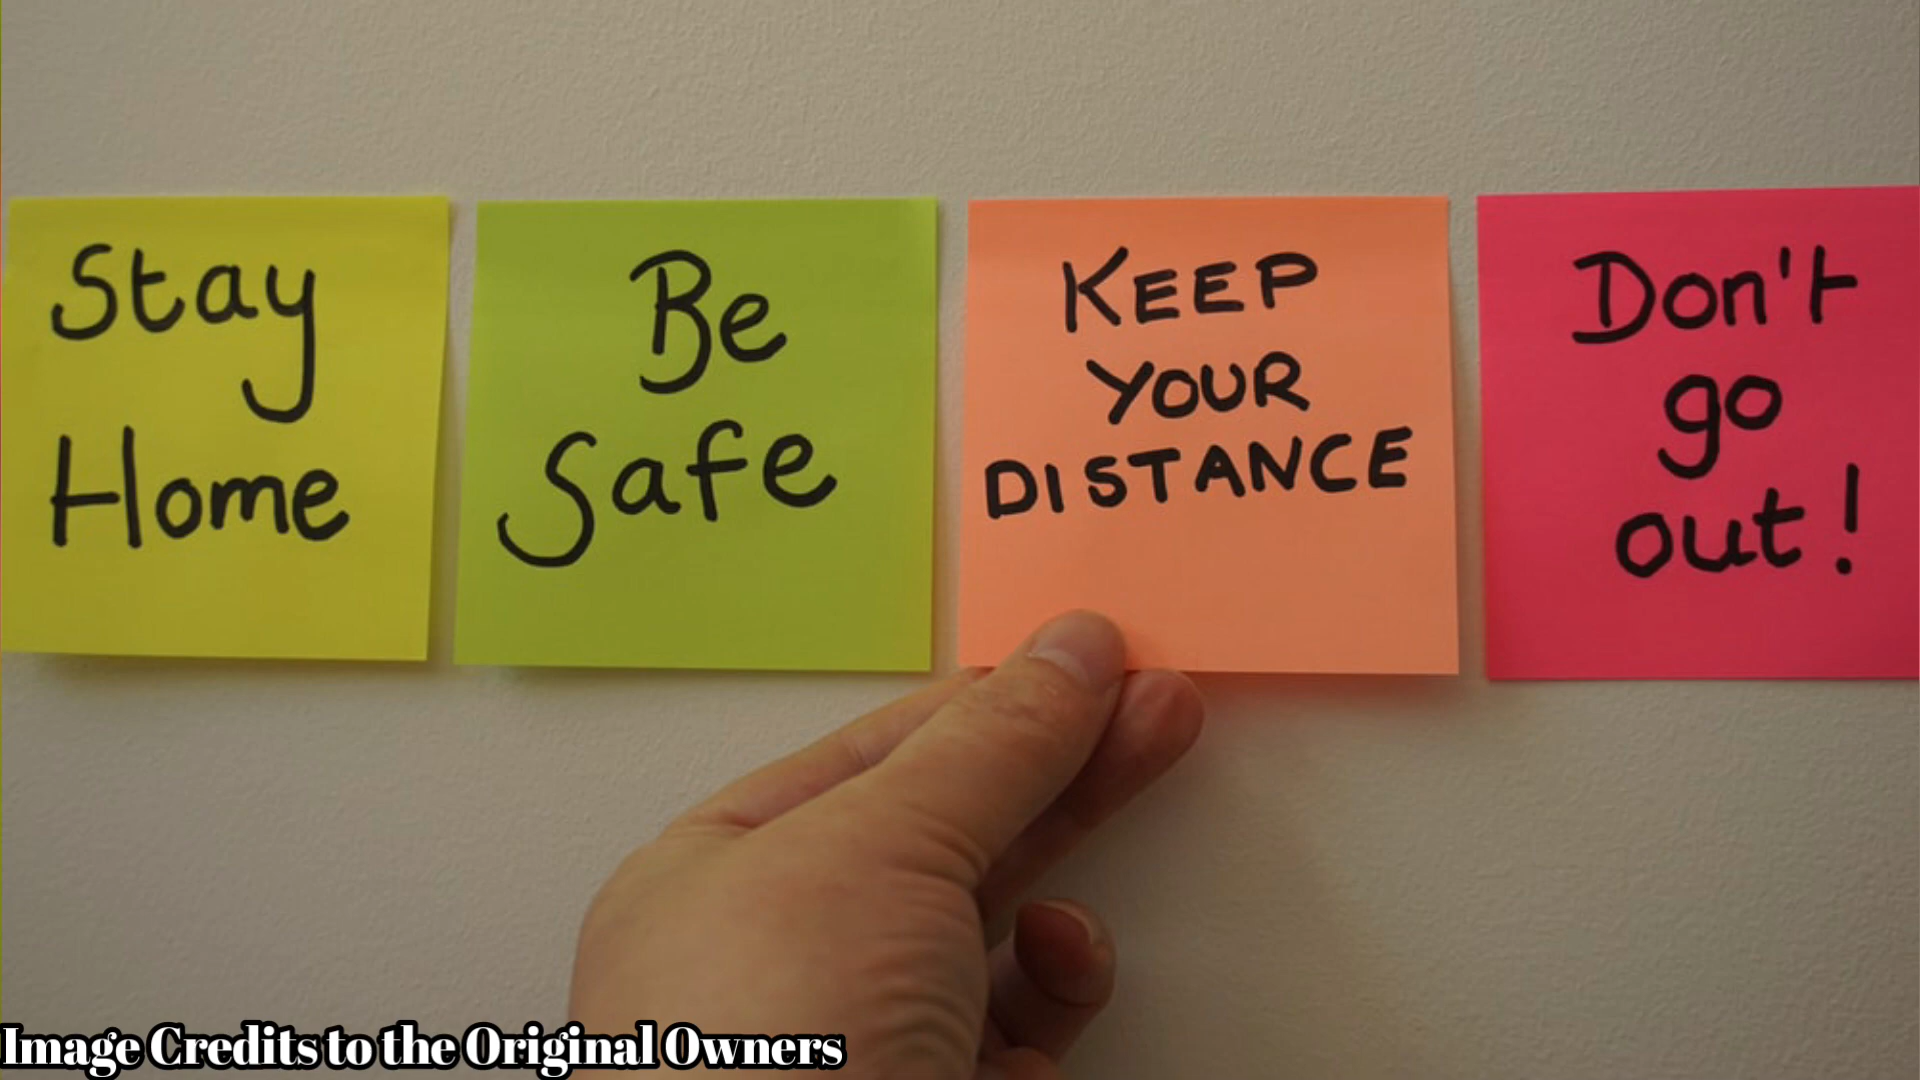 Stay
Home
Be
Safe
KEEP
YOUR
DISTANCE
Don't
go
out!
Image Credits to the Original Owners